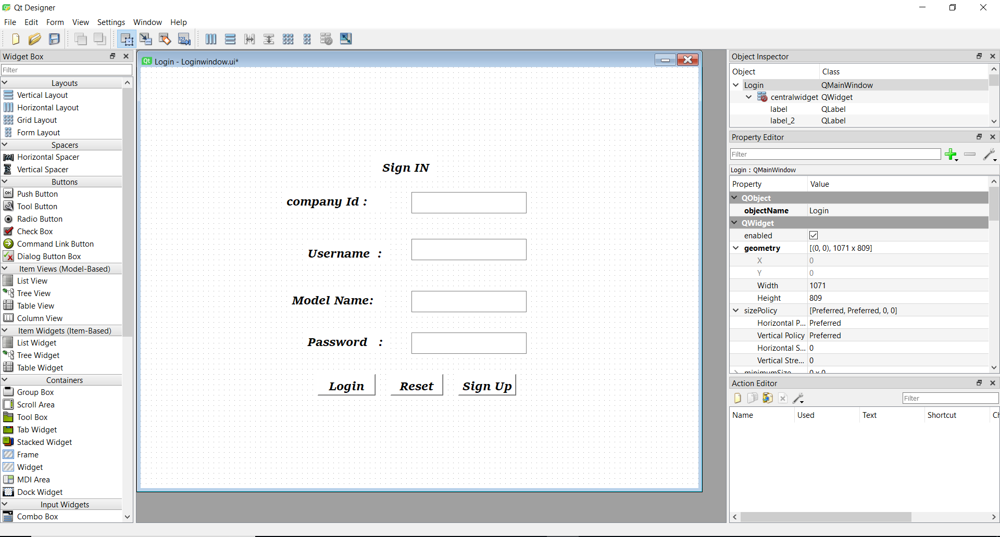 Qt Designer
File Edit Form View Settings Window Help
Widget Box
Filter
Layouts
Vertical Layout
Horizontal Layout
Grid Layout
Form Layout
Spacers
Horizontal Spacer
Vertical Spacer
Buttons
Push Button
Tool Button
Radio Button
Check Box
Command Link Button
Dialog Button Box
Item Views (Model-Based)
List View
Tree View
Table View
Column View
Item Widgets (Item-Based)
List Widget
Tree Widget
Table Widget
Containers
Group Box
Scroll Area
Tool Box
Tab Widget
Stacked Widget
Frame
Widget
MDI Area
Dock Widget
Input Widgets
Combo Box
Qt Login - Loginwindow.ui*
Sign IN
company Id :
Username :
Model Name:
Password :
Login Reset Sign Up
Object Inspector
Object Class
Login QMainWindow
centralwidget QWidget
label QLabel
label_2 QLabel
Property Editor
Filter
Login : QMainWindow
Property Value
QObject
objectName Login
QWidget
enabled
geometry [(0, 0), 1071 x 809]
X 0
Y 0
Width 1071
Height 809
sizePolicy [Preferred, Preferred, 0, 0]
Horizontal P... Preferred
Vertical Policy Preferred
Horizontal S... 0
Vertical Stre... 0
minimumSize 0 x 0
Action Editor
Filter
Name Used Text Shortcut Ch